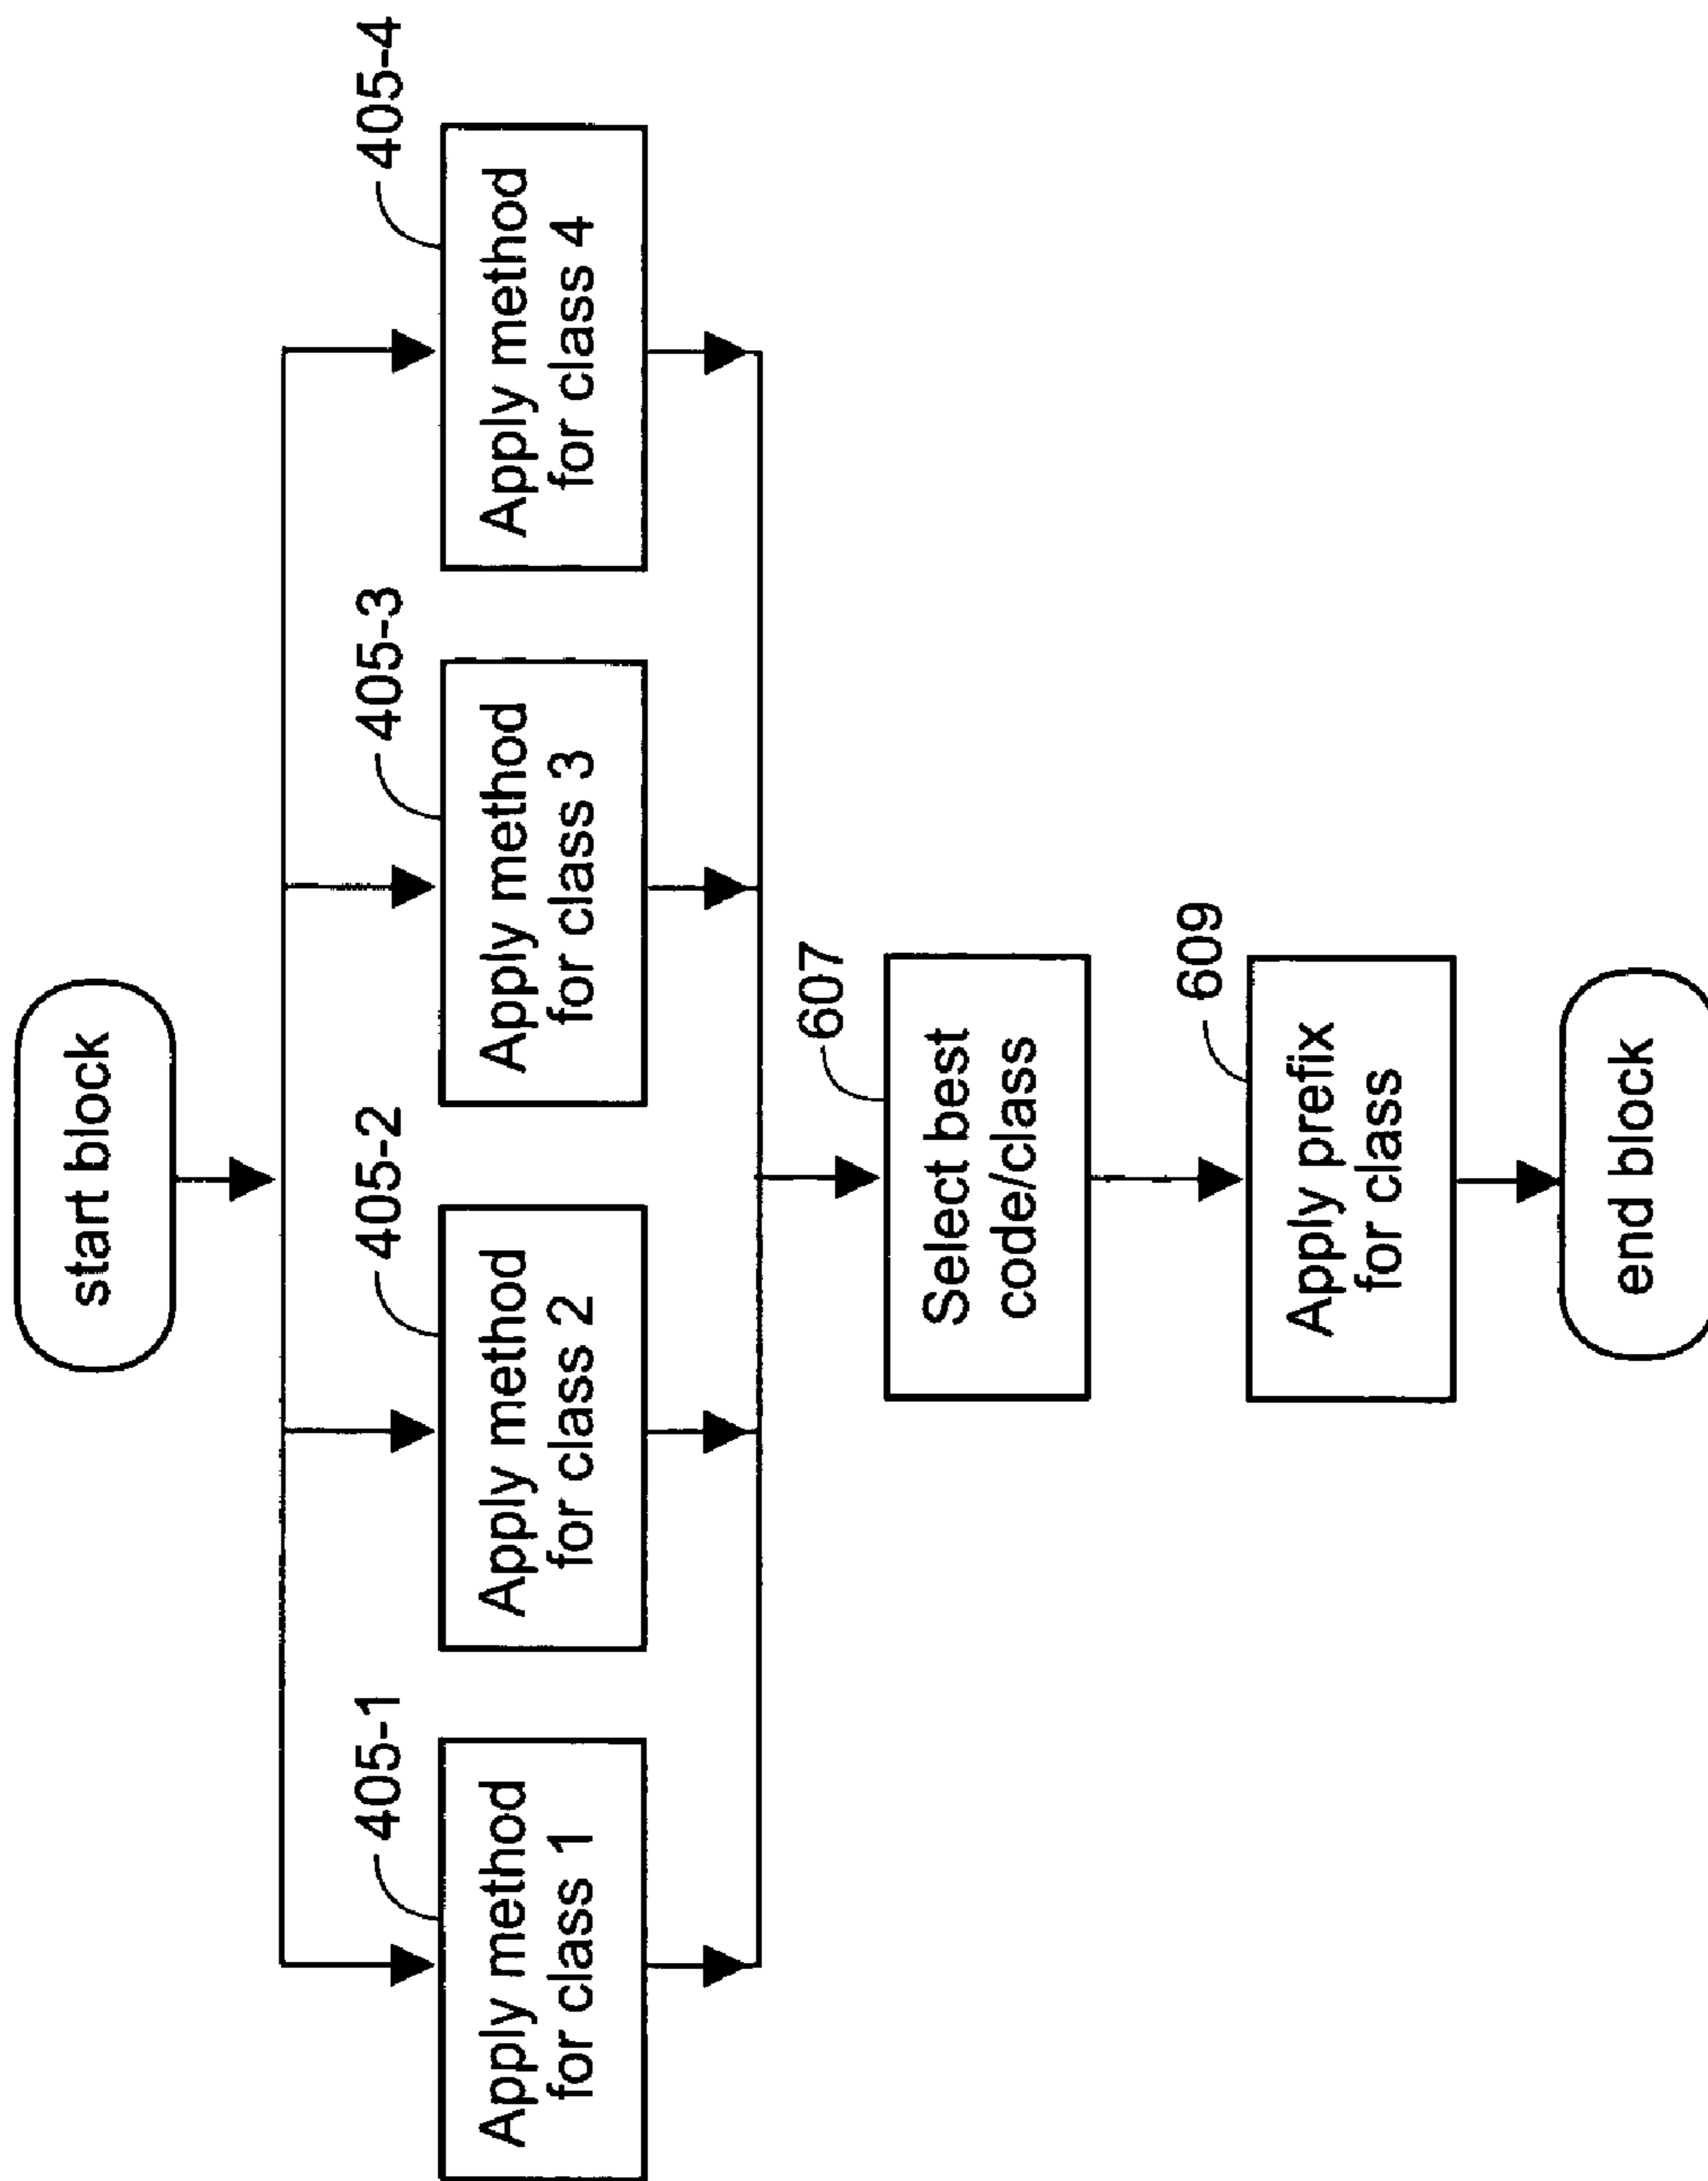 start block
405-1
Apply method
for class 1
405-2
Apply method
for class 2
405-3
Apply method
for class 3
405-4
Apply method
for class 4
607
Select best
code/class
609
Apply prefix
for class
end block